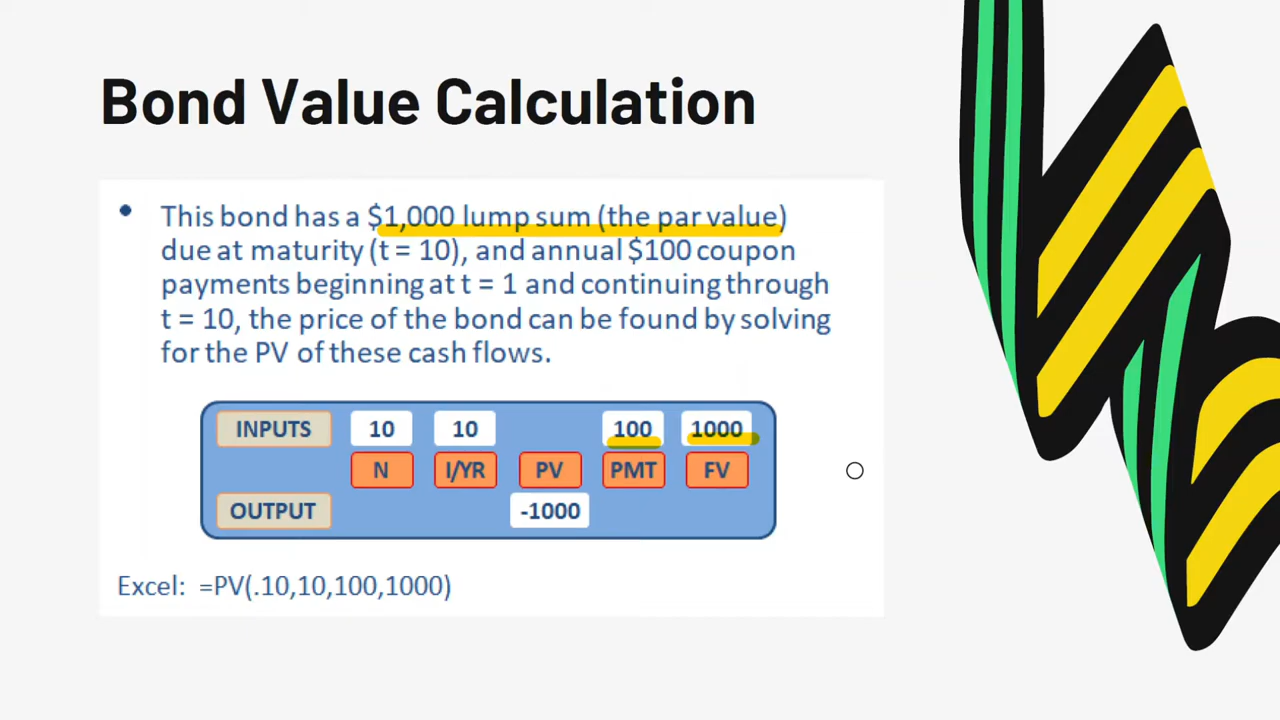 Bond Value Calculation
• This bond has a $1,000 lump sum (the par value)
due at maturity (t = 10), and annual $100 coupon
payments beginning at t = 1 and continuing through
t = 10, the price of the bond can be found by solving
for the PV of these cash flows.
INPUTS 10 10 100 1000
N I/YR PV PMT FV
OUTPUT -1000
Excel: =PV(.10,10,100,1000)